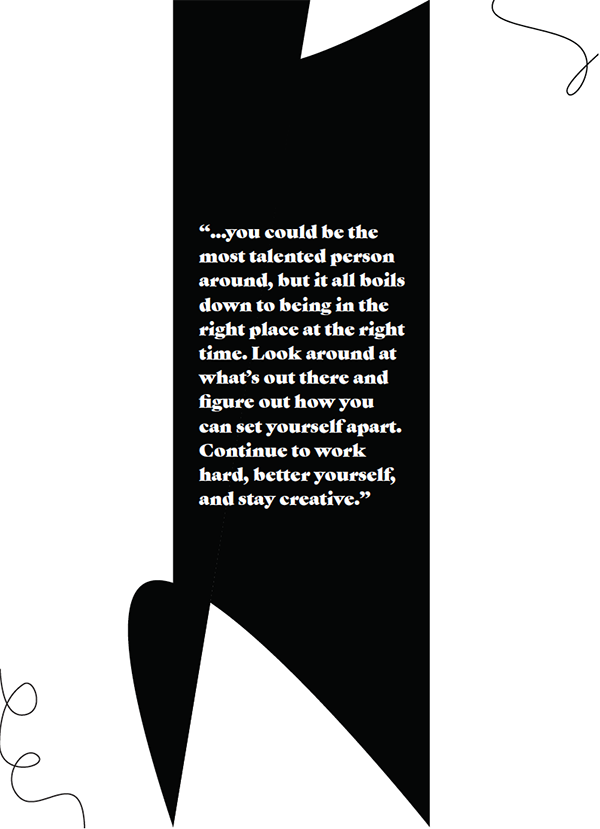 “...you could be the
most talented person
around, but it all boils
down to being in the
right place at the right
time. Look around at
what’s out there and
figure out how you
can set yourself apart.
Continue to work
hard, better yourself,
and stay creative.”